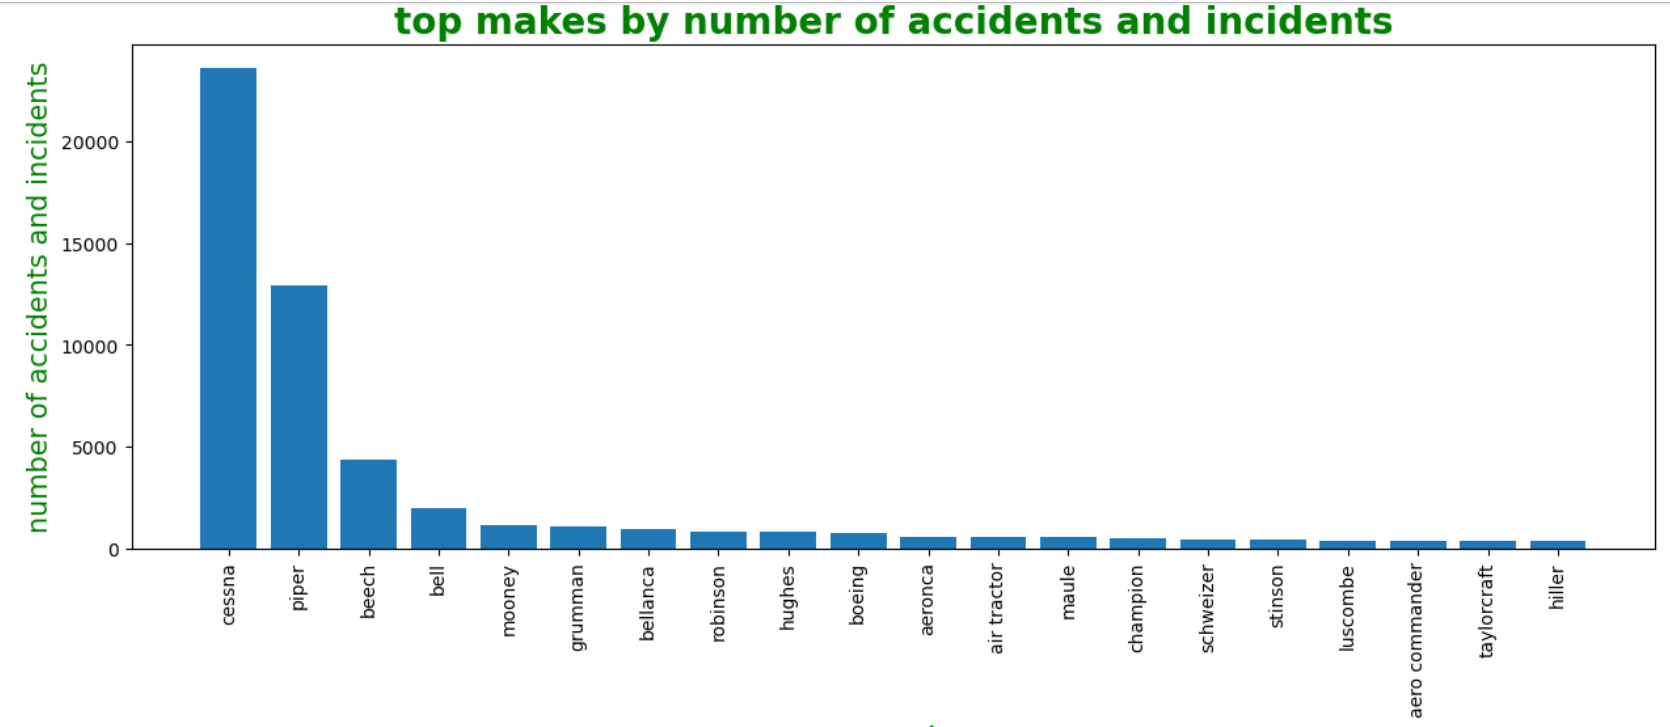 top makes by number of accidents and incidents
number of accidents and incidents
20000
15000
10000
5000
0
cessna
piper
beech
bell
mooney
grumman
bellanca
robinson
hughes
boeing
aeronca
air tractor
maule
champion
schweizer
stinson
luscombe
aero commander
taylorcraft
hiller